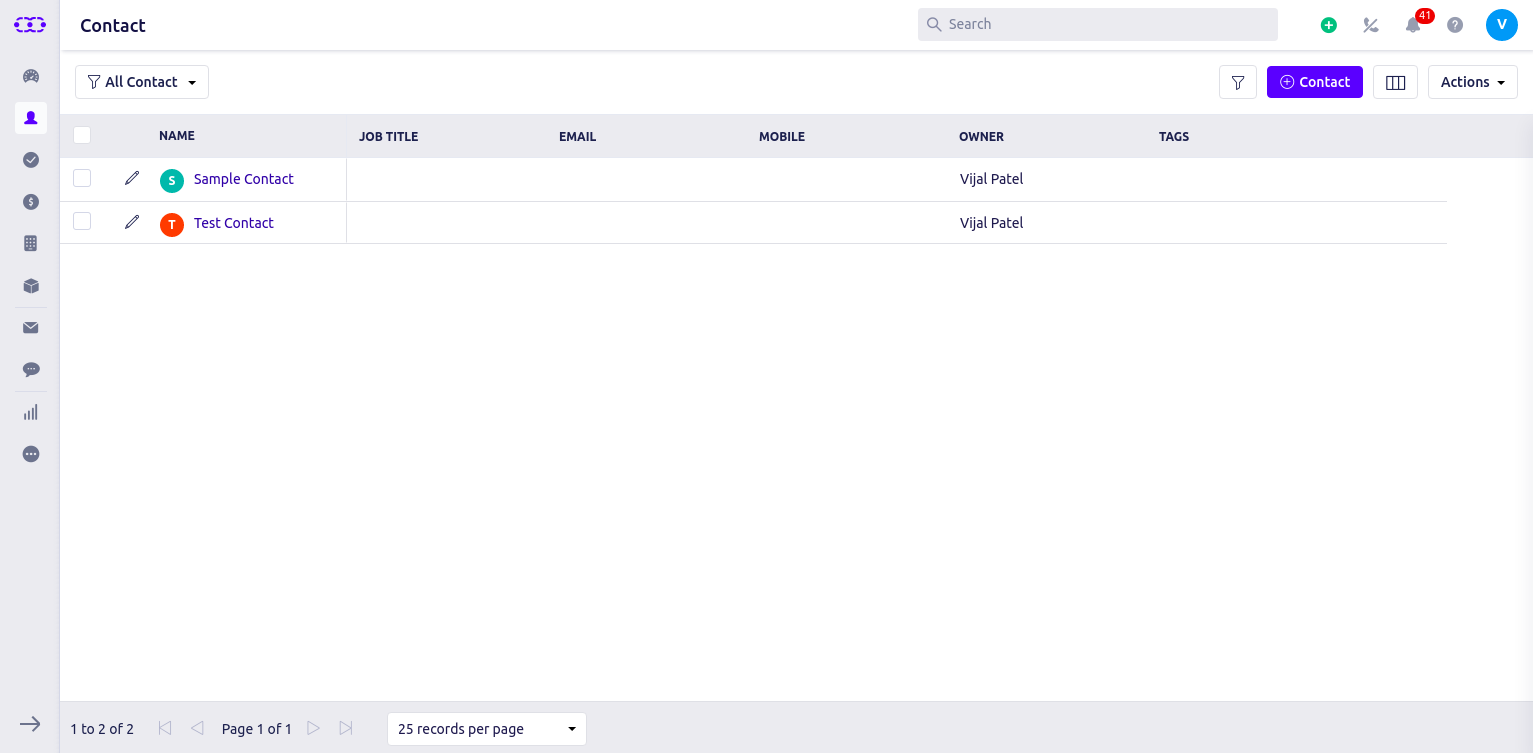 Contact
Search
41
V
All Contact
Contact
Actions
NAME JOB TITLE EMAIL MOBILE OWNER TAGS
S Sample Contact Vijal Patel
T Test Contact Vijal Patel
1 to 2 of 2 Page 1 of 1 25 records per page